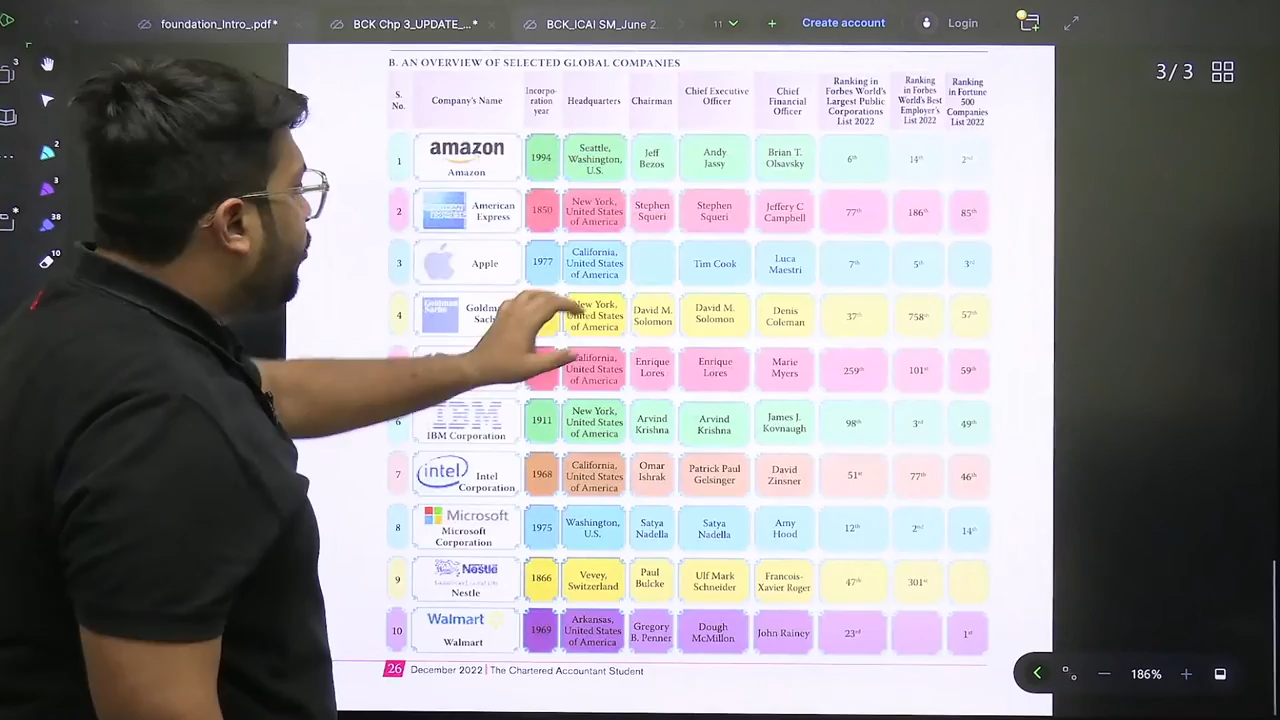 foundation_Intro_.pdf*
BCK Chp 3_UPDATE_...*
BCK_ICAI SM_June 2...
11
Create account
Login
3/3
3
2
3
38
10
B. AN OVERVIEW OF SELECTED GLOBAL COMPANIES
S. No.
Company's Name
Incorpo-ration year
Headquarters
Chairman
Chief Executive Officer
Chief Financial Officer
Ranking in Forbes World's Largest Public Corporations List 2022
Ranking in Forbes World's Best Employer's List 2022
Ranking in Fortune 500 Companies List 2022
1 amazon Amazon 1994 Seattle, Washington, U.S. Jeff Bezos Andy Jassy Brian T. Olsavsky 6th 14th 2nd
2 American Express 1850 New York, United States of America Stephen Squeri Stephen Squeri Jeffery C Campbell 77th 186th 85th
3 Apple 1977 California, United States of America Tim Cook Luca Maestri 7th 5th 3rd
4 Goldman Sachs New York, United States of America David M. Solomon David M. Solomon Denis Coleman 37th 758th 57th
California, United States of America Enrique Lores Enrique Lores Marie Myers 259th 101st 59th
6 IBM IBM Corporation 1911 New York, United States of America Arvind Krishna Arvind Krishna James J. Kovnaugh 98th 3rd 49th
7 intel Intel Corporation 1968 California, United States of America Omar Ishrak Patrick Paul Gelsinger David Zinsner 51st 77th 46th
8 Microsoft Microsoft Corporation 1975 Washington, U.S. Satya Nadella Satya Nadella Amy Hood 12th 2nd 14th
9 Nestle Nestle 1866 Vevey, Switzerland Paul Bulcke Ulf Mark Schneider Francois-Xavier Roger 47th 301st
10 Walmart Walmart 1969 Arkansas, United States of America Gregory B. Penner Dough McMillon John Rainey 23rd 1st
26 December 2022 | The Chartered Accountant Student
186%